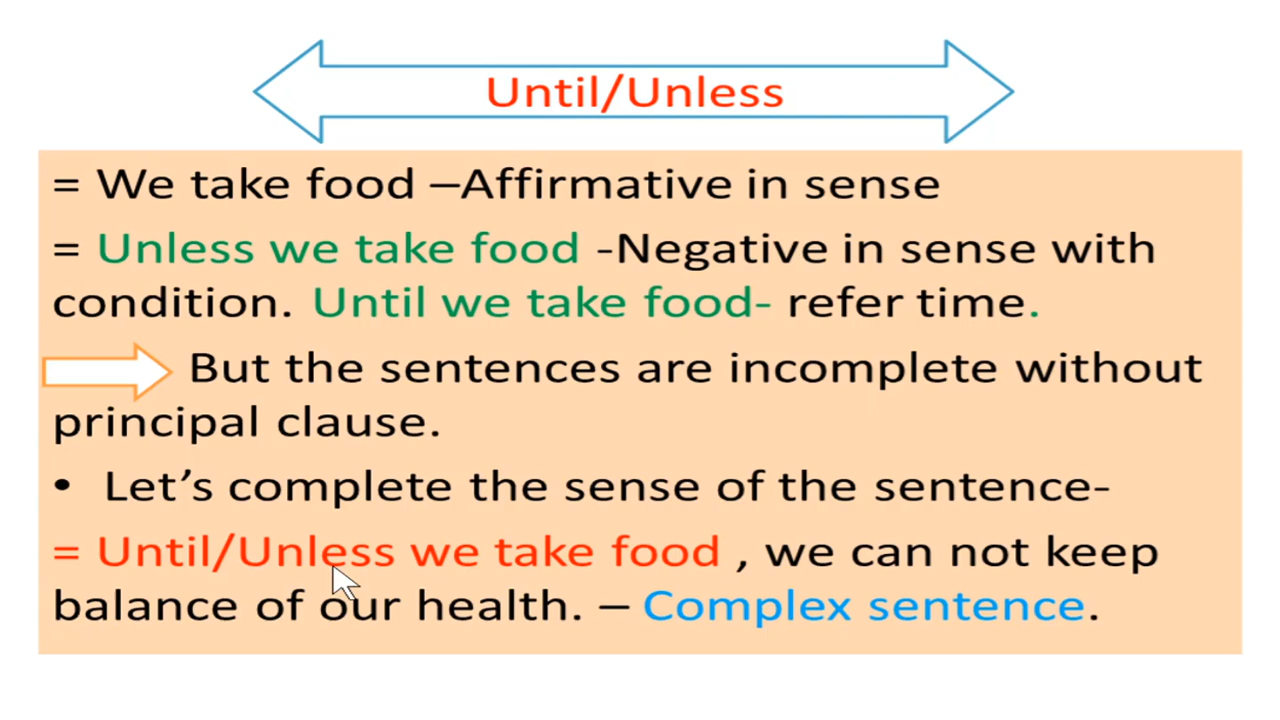 Until/Unless
= We take food –Affirmative in sense
= Unless we take food -Negative in sense with
condition. Until we take food- refer time.
But the sentences are incomplete without
principal clause.
• Let’s complete the sense of the sentence-
= Until/Unless we take food , we can not keep
balance of our health. – Complex sentence.